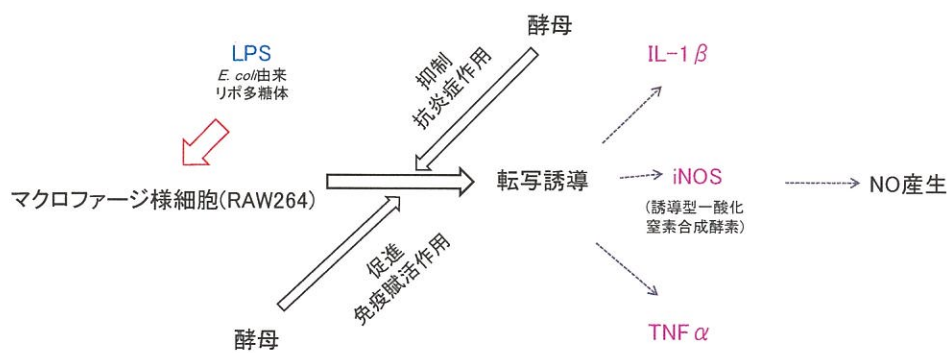 酵母
LPS
E. coli由来
リポ多糖体
抑制
抗炎症作用
IL-1β
マクロファージ様細胞(RAW264)
転写誘導
iNOS
(誘導型一酸化
窒素合成酵素)
NO産生
促進
免疫賦活作用
酵母
TNFα